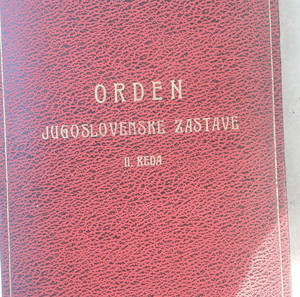 ORDEN
JUGOSLOVENSKE ZASTAVE
II. REDA